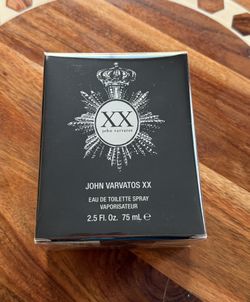 XX
john varvatos
JOHN VARVATOS XX
EAU DE TOILETTE SPRAY
VAPORISATEUR
2.5 Fl. Oz. 75 mL ℮